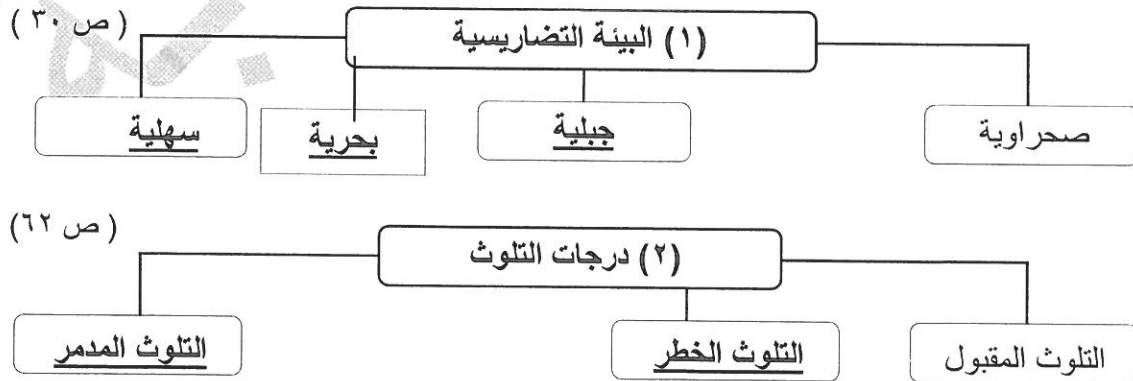 (١) البيئة التضاريسية
( ص ٣٠ )
صحراوية
جبلية
بحرية
سهلية
(٢) درجات التلوث
( ص ٦٢)
التلوث المقبول
التلوث الخطر
التلوث المدمر